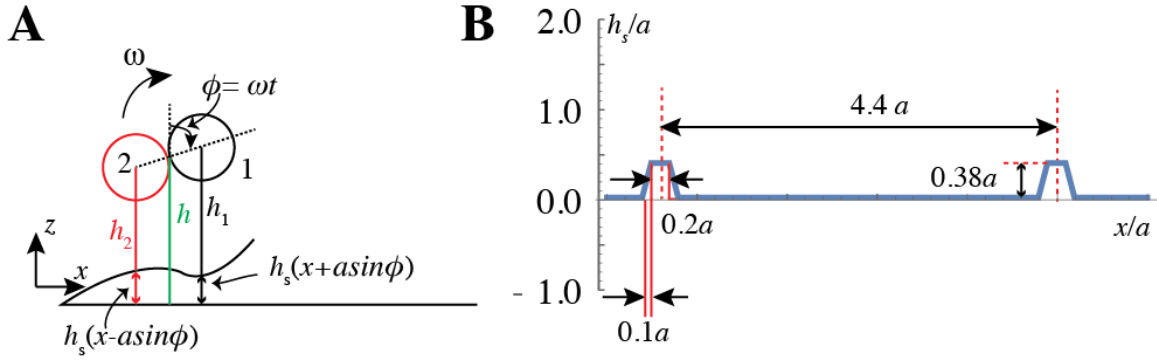 A
ω
ϕ= ωt
2
1
h₂
h
h₁
z
x
hₛ(x+asinϕ)
hₛ(x-asinϕ)
B
2.0
hₛ/a
1.0
4.4 a
0.38a
0.0
0.2a
x/a
- 1.0
0.1a